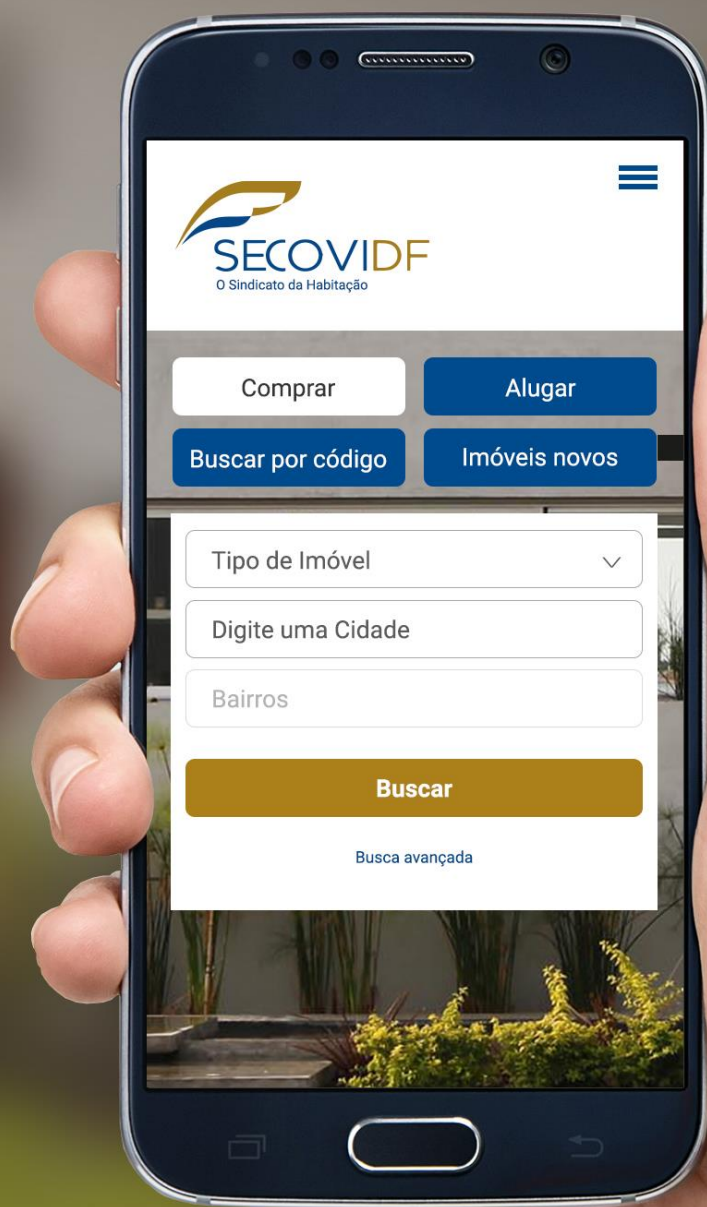 SECOVIDF
O Sindicato da Habitação
Comprar
Alugar
Buscar por código
Imóveis novos
Tipo de Imóvel
Digite uma Cidade
Bairros
Buscar
Busca avançada